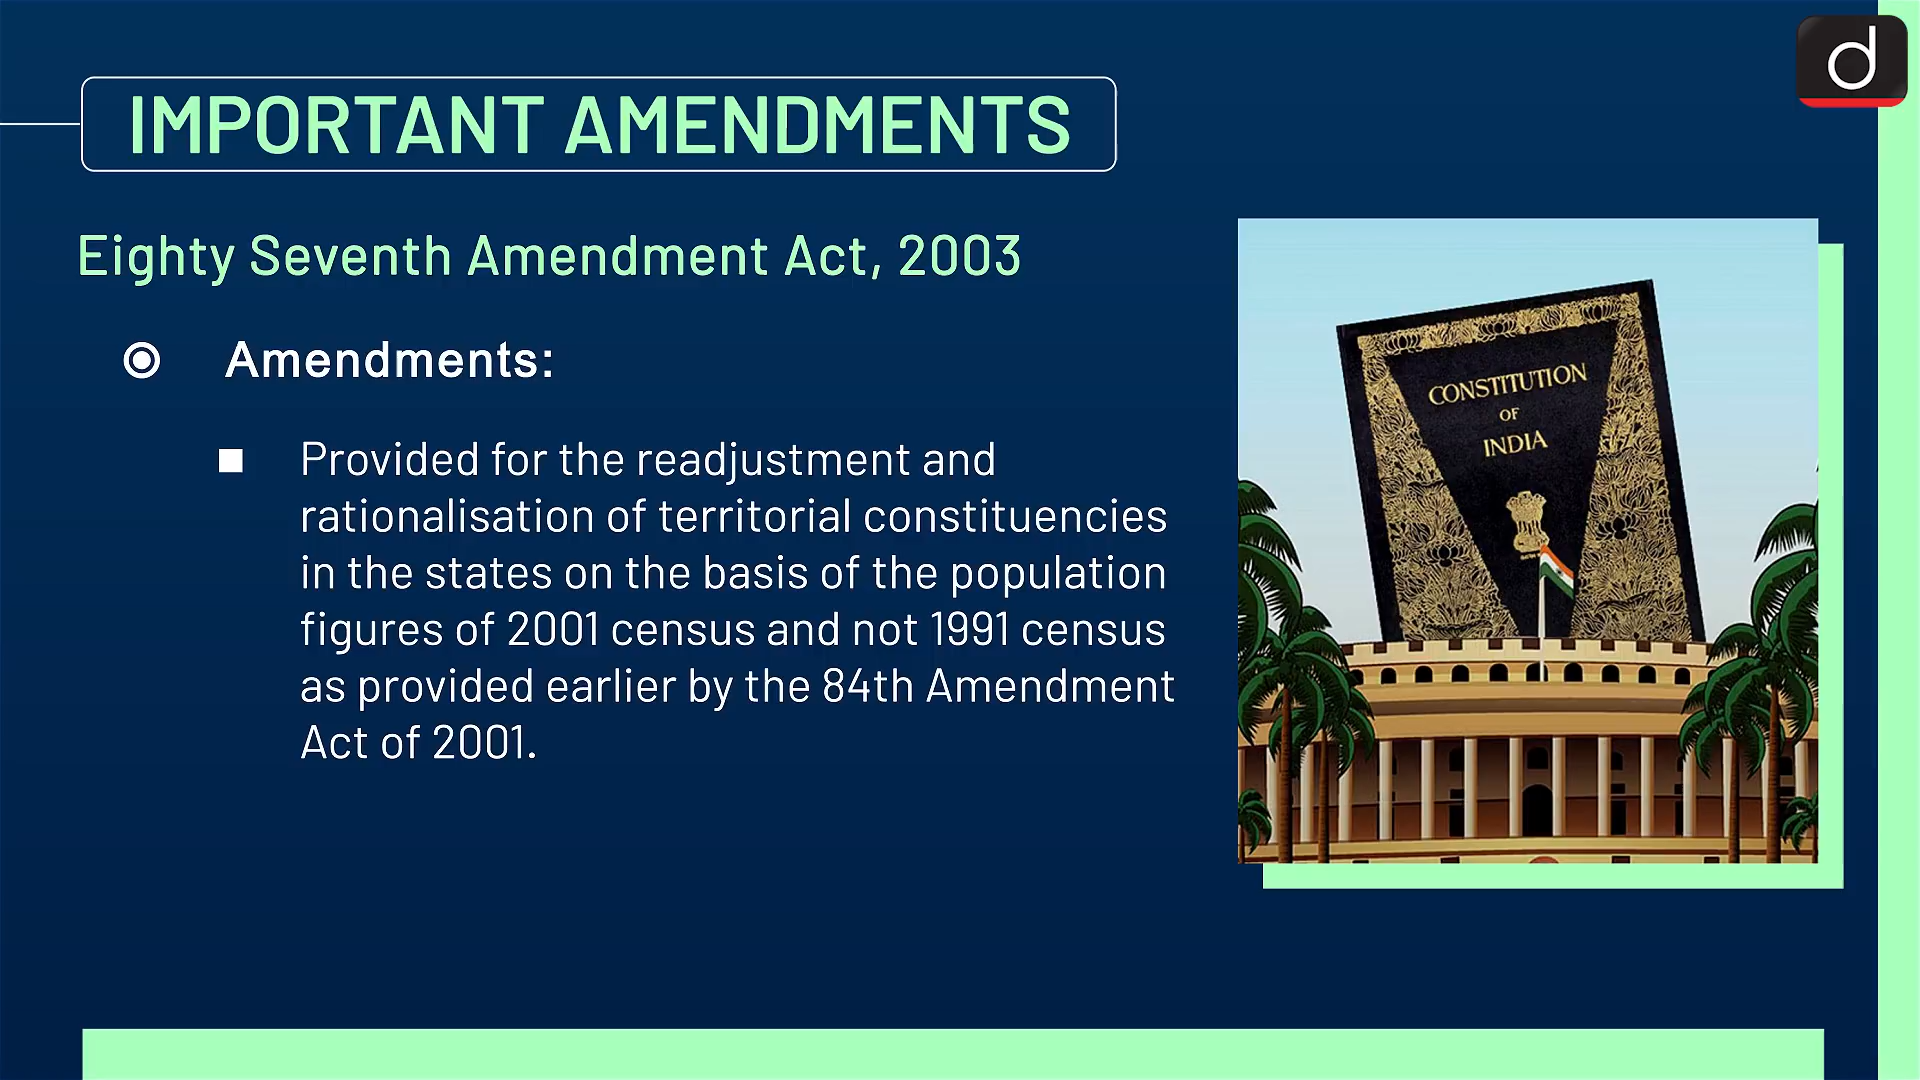 d
IMPORTANT AMENDMENTS
Eighty Seventh Amendment Act, 2003
Amendments:
Provided for the readjustment and
rationalisation of territorial constituencies
in the states on the basis of the population
figures of 2001 census and not 1991 census
as provided earlier by the 84th Amendment
Act of 2001.
CONSTITUTION
OF
INDIA